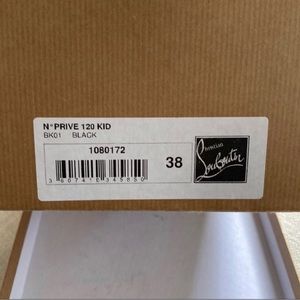 N°PRIVE 120 KID
BK01 BLACK
1080172
38
Christian
Louboutin